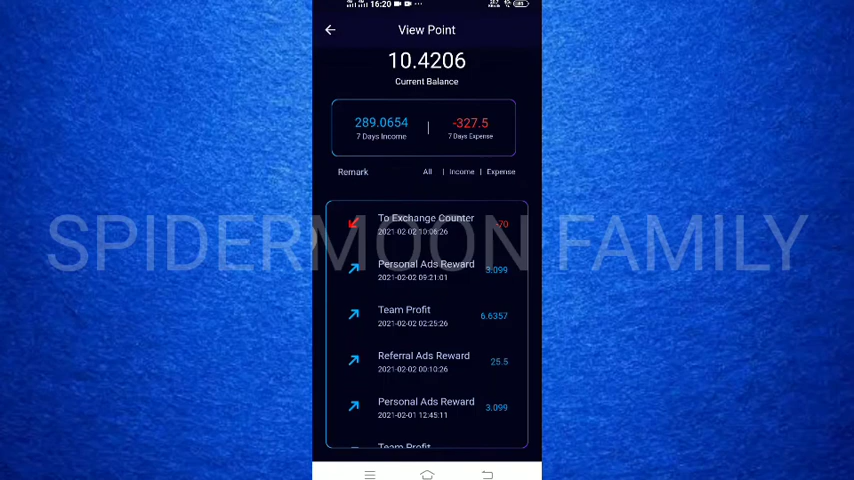 16:20
View Point
10.4206
Current Balance
289.0654
-327.5
7 Days Income
7 Days Expense
Remark
All | Income | Expense
To Exchange Counter
-70
2021-02-02 10:06:26
SPIDERMOON FAMILY
Personal Ads Reward
3.099
2021-02-02 09:21:01
Team Profit
6.6357
2021-02-02 02:25:26
Referral Ads Reward
25.5
2021-02-02 00:10:26
Personal Ads Reward
3.099
2021-02-01 12:45:11
Team Profit